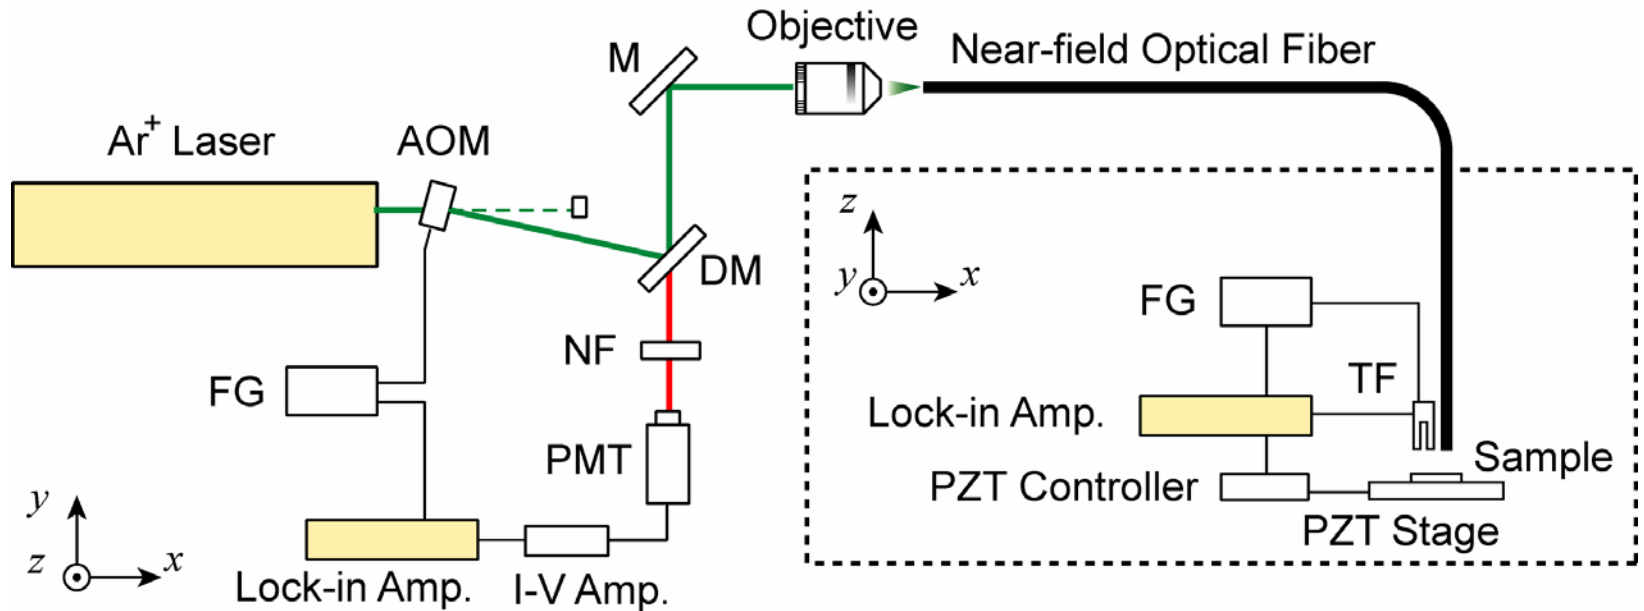 Objective
M
Near-field Optical Fiber
Ar+ Laser
AOM
z
y
x
DM
FG
NF
TF
FG
Lock-in Amp.
PMT
Sample
PZT Controller
y
PZT Stage
z
x
Lock-in Amp.
I-V Amp.